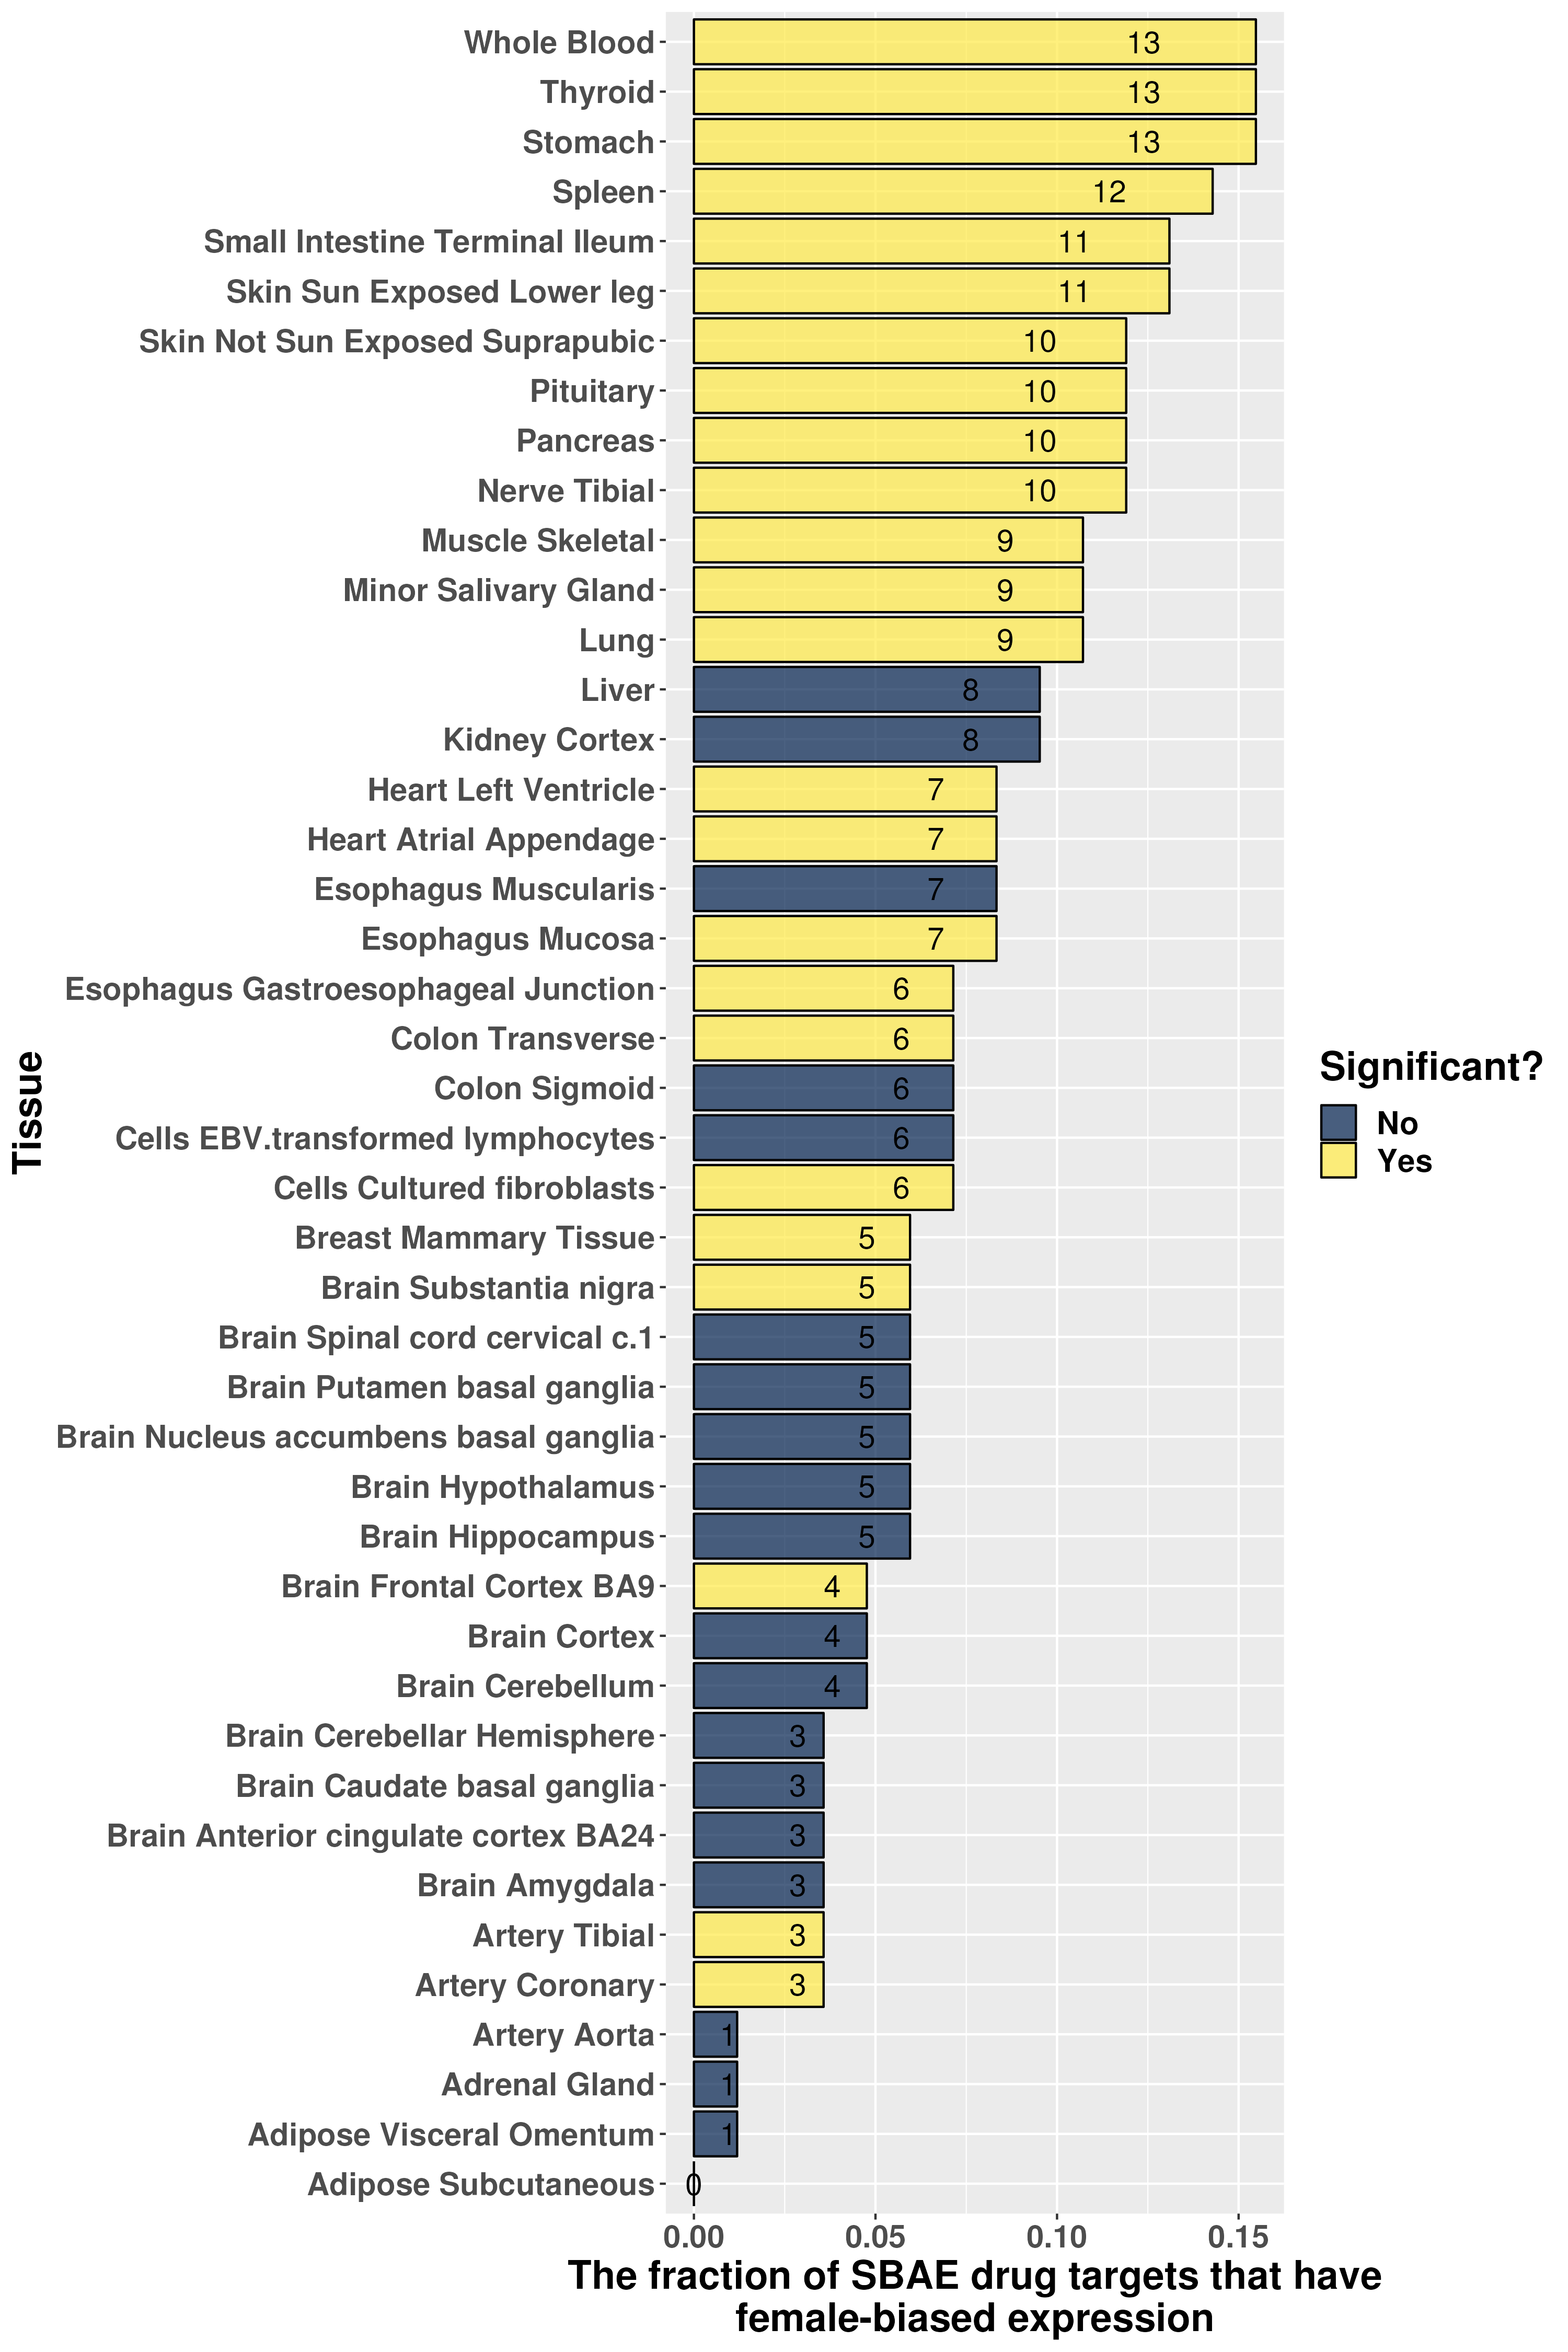 Whole Blood 13
Thyroid 13
Stomach 13
Spleen 12
Small Intestine Terminal Ileum 11
Skin Sun Exposed Lower leg 11
Skin Not Sun Exposed Suprapubic 10
Pituitary 10
Pancreas 10
Nerve Tibial 10
Muscle Skeletal 9
Minor Salivary Gland 9
Lung 9
Liver 8
Kidney Cortex 8
Heart Left Ventricle 7
Heart Atrial Appendage 7
Esophagus Muscularis 7
Esophagus Mucosa 7
Esophagus Gastroesophageal Junction 6
Colon Transverse 6
Colon Sigmoid 6
Cells EBV.transformed lymphocytes 6
Cells Cultured fibroblasts 6
Breast Mammary Tissue 5
Brain Substantia nigra 5
Brain Spinal cord cervical c.1 5
Brain Putamen basal ganglia 5
Brain Nucleus accumbens basal ganglia 5
Brain Hypothalamus 5
Brain Hippocampus 5
Brain Frontal Cortex BA9 4
Brain Cortex 4
Brain Cerebellum 4
Brain Cerebellar Hemisphere 3
Brain Caudate basal ganglia 3
Brain Anterior cingulate cortex BA24 3
Brain Amygdala 3
Artery Tibial 3
Artery Coronary 3
Artery Aorta 1
Adrenal Gland 1
Adipose Visceral Omentum 1
Adipose Subcutaneous 0
0.00 0.05 0.10 0.15
The fraction of SBAE drug targets that have
female-biased expression
Tissue
Significant?
No
Yes